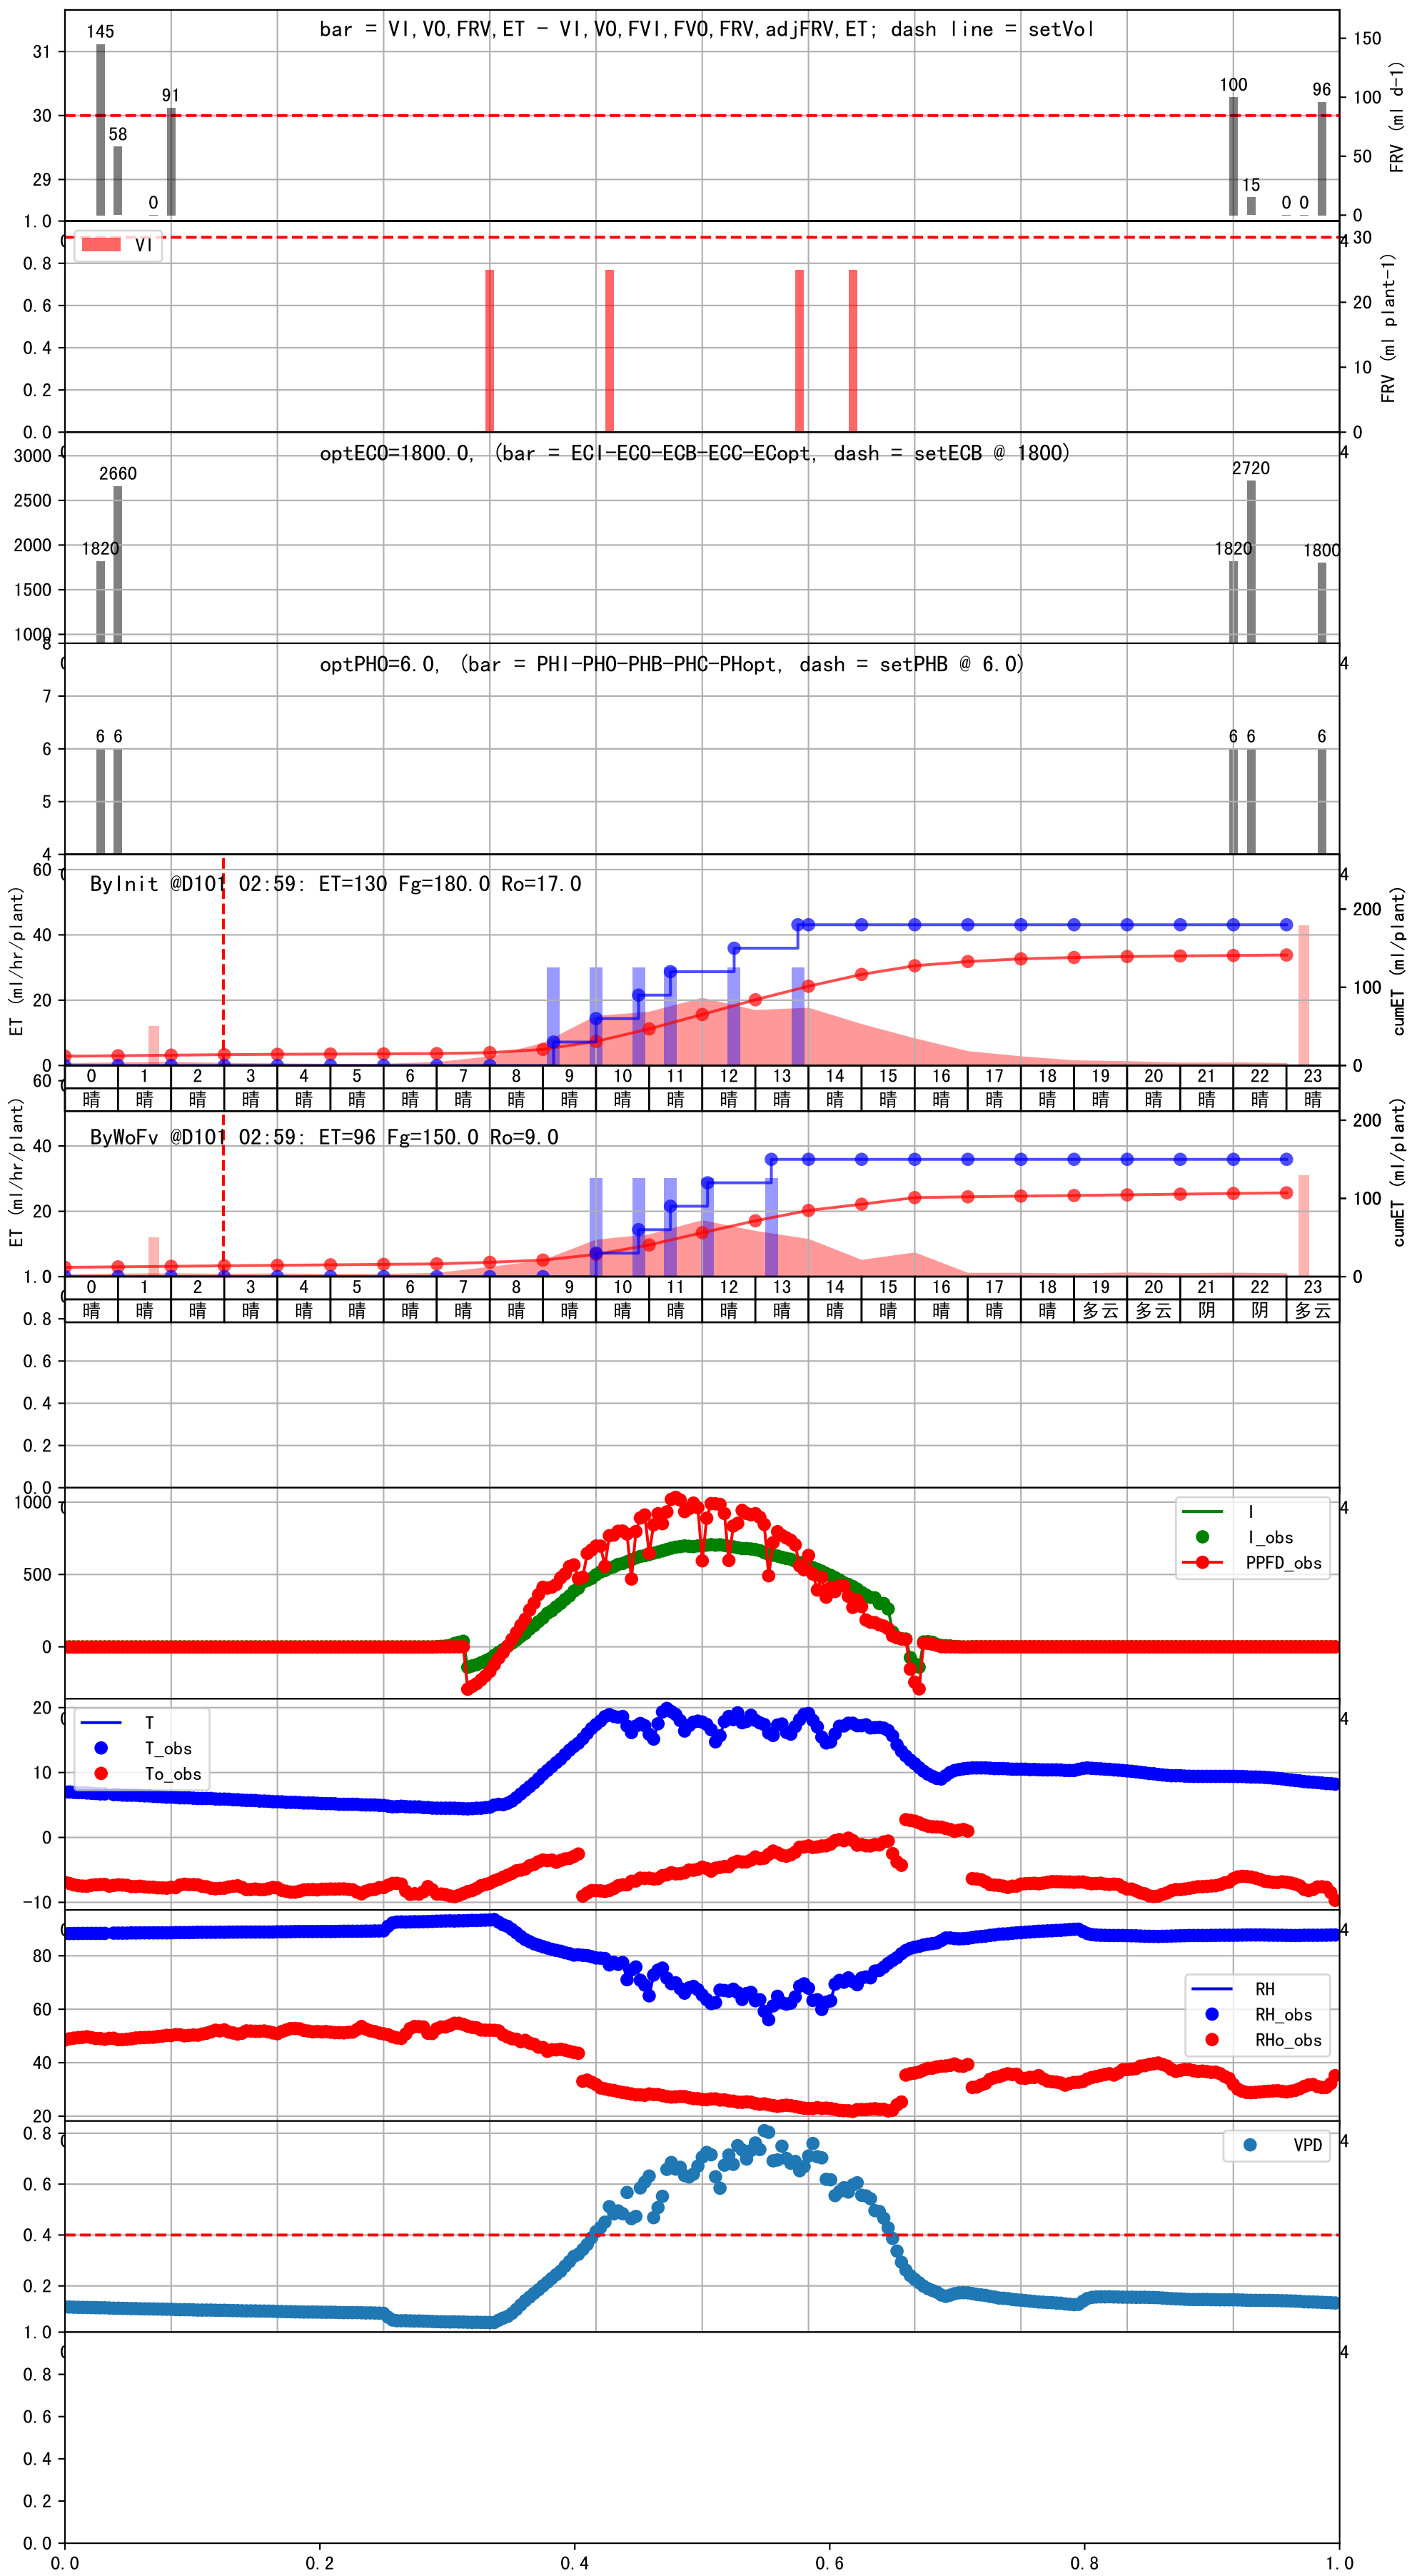 bar = VI,VO,FRV,ET - VI,VO,FVI,FVO,FRV,adjFRV,ET; dash line = setVol
145 58 0 91 100 15 0 0 96
31 30 29
150 100 50 0
FRV (ml d-1)
VI
1.0 0.8 0.6 0.4 0.2 0.0
30 20 10 0
FRV (ml plant-1)
4
optECO=1800.0, (bar = ECI-ECO-ECB-ECC-ECopt, dash = setECB @ 1800)
3000 2500 2000 1500 1000
1820 2660 1820 2720 1800
4
optPHO=6.0, (bar = PHI-PHO-PHB-PHC-PHopt, dash = setPHB @ 6.0)
8 7 6 5 4
6 6 6 6 6
4
ByInit @D101 02:59: ET=130 Fg=180.0 Ro=17.0
60 40 20 0
ET (ml/hr/plant)
200 100 0
cumET (ml/plant)
4
0 1 2 3 4 5 6 7 8 9 10 11 12 13 14 15 16 17 18 19 20 21 22 23
晴 晴 晴 晴 晴 晴 晴 晴 晴 晴 晴 晴 晴 晴 晴 晴 晴 晴 晴 晴 晴 晴 晴 晴
ByWoFv @D101 02:59: ET=96 Fg=150.0 Ro=9.0
60 40 20
ET (ml/hr/plant)
200 100 0
cumET (ml/plant)
0 1 2 3 4 5 6 7 8 9 10 11 12 13 14 15 16 17 18 19 20 21 22 23
晴 晴 晴 晴 晴 晴 晴 晴 晴 晴 晴 晴 晴 晴 晴 晴 晴 晴 晴 多云 多云 阴 阴 多云
1.0 0.8 0.6 0.4 0.2 0.0
4
1000 500 0
I
I_obs
PPFD_obs
4
20 10 0 -10
T
T_obs
To_obs
4
80 60 40 20
RH
RH_obs
RHo_obs
4
0.8 0.6 0.4 0.2
VPD
4
1.0 0.8 0.6 0.4 0.2 0.0
0.0 0.2 0.4 0.6 0.8 1.0